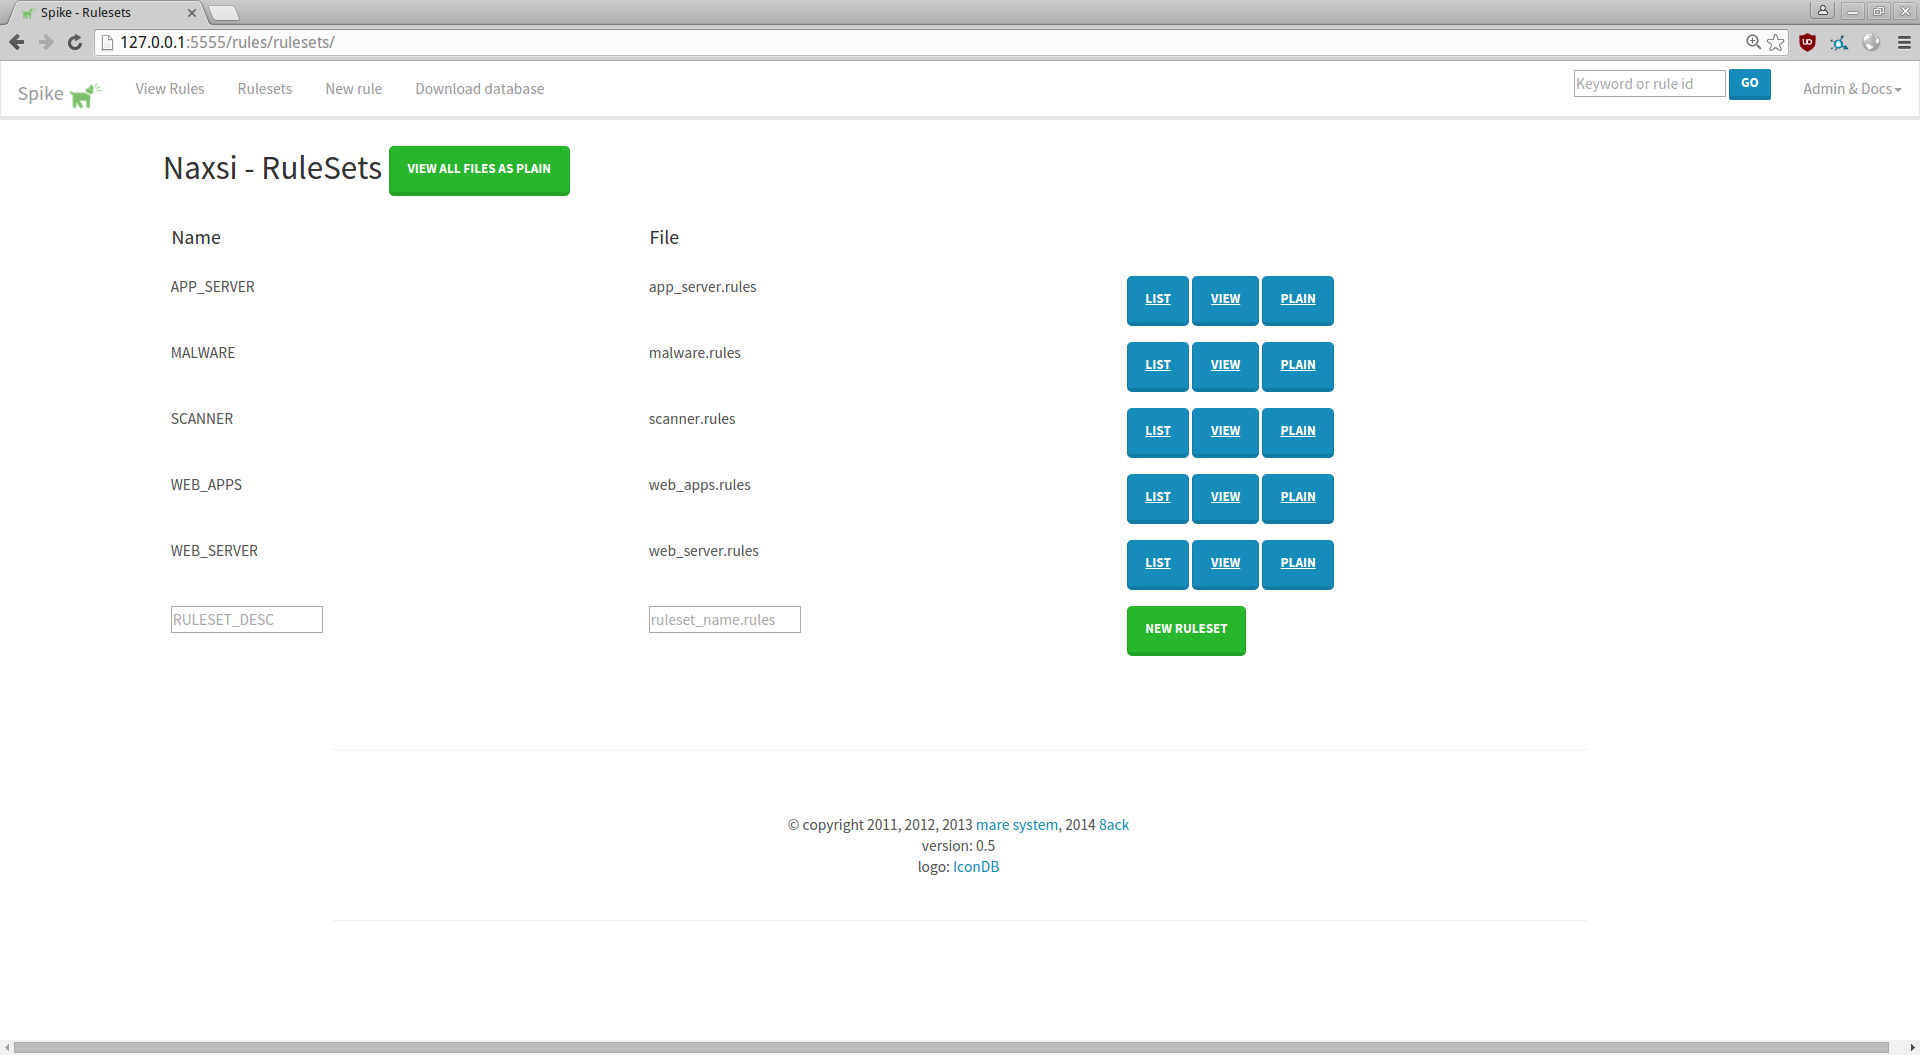 Spike - Rulesets
127.0.0.1:5555/rules/rulesets/
Spike View Rules Rulesets New rule Download database Keyword or rule id GO Admin & Docs
Naxsi - RuleSets VIEW ALL FILES AS PLAIN
Name File
APP_SERVER app_server.rules LIST VIEW PLAIN
MALWARE malware.rules LIST VIEW PLAIN
SCANNER scanner.rules LIST VIEW PLAIN
WEB_APPS web_apps.rules LIST VIEW PLAIN
WEB_SERVER web_server.rules LIST VIEW PLAIN
RULESET_DESC ruleset_name.rules NEW RULESET
© copyright 2011, 2012, 2013 mare system, 2014 8ack
version: 0.5
logo: IconDB